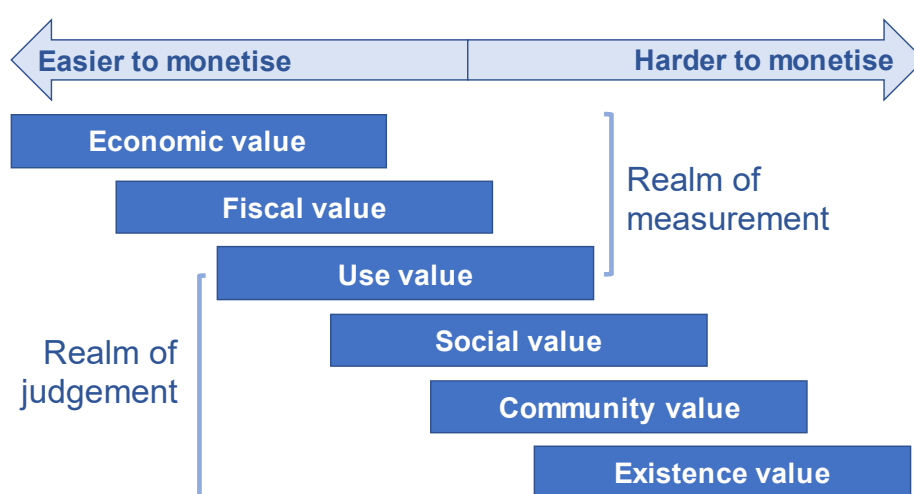 Easier to monetise
Harder to monetise
Economic value
Fiscal value
Realm of
measurement
Use value
Social value
Realm of
judgement
Community value
Existence value